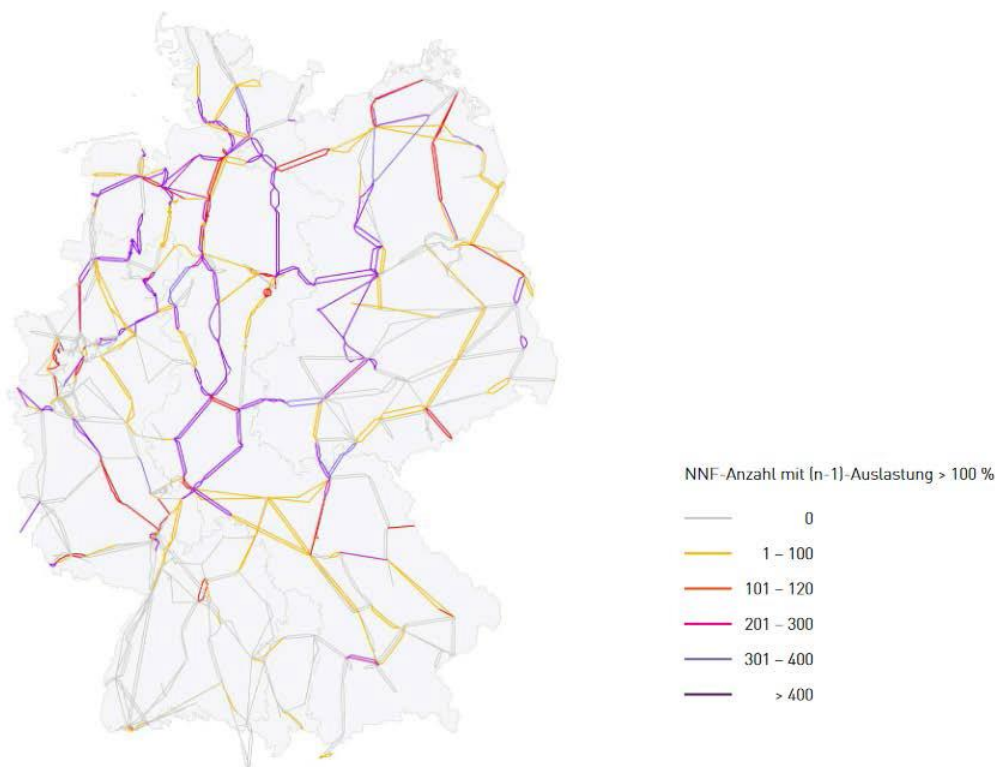 NNF-Anzahl mit (n-1)-Auslastung > 100 %
0
1 – 100
101 – 120
201 – 300
301 – 400
> 400